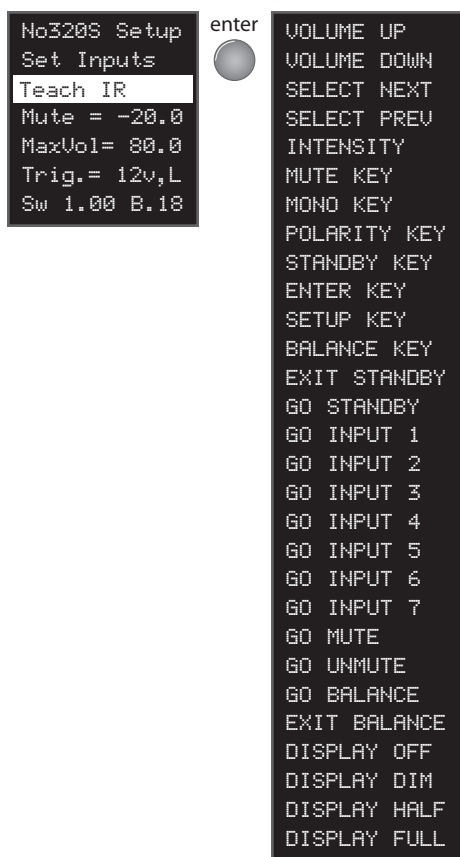 No320S Setup
Set Inputs
Teach IR
Mute = -20.0
MaxVol= 80.0
Trig.= 12v,L
Sw 1.00 B.18
enter
VOLUME UP
VOLUME DOWN
SELECT NEXT
SELECT PREV
INTENSITY
MUTE KEY
MONO KEY
POLARITY KEY
STANDBY KEY
ENTER KEY
SETUP KEY
BALANCE KEY
EXIT STANDBY
GO STANDBY
GO INPUT 1
GO INPUT 2
GO INPUT 3
GO INPUT 4
GO INPUT 5
GO INPUT 6
GO INPUT 7
GO MUTE
GO UNMUTE
GO BALANCE
EXIT BALANCE
DISPLAY OFF
DISPLAY DIM
DISPLAY HALF
DISPLAY FULL